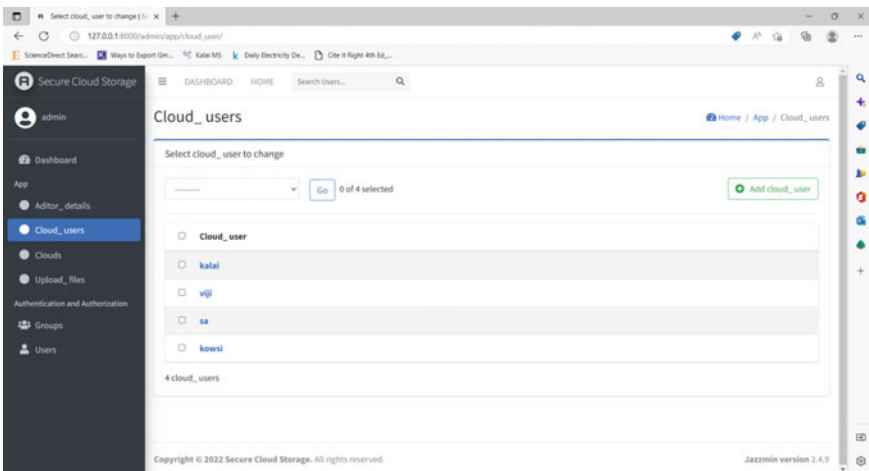 Select cloud_user to change | Se
127.0.0.1:8000/admin/app/cloud_user/
ScienceDirect Searc... Ways to Export Gm... Kalai MS Daily Electricity De... Cite It Right 4th Ed,...
Secure Cloud Storage DASHBOARD HOME Search Users...
admin Cloud_users Home / App / Cloud_users
Dashboard Select cloud_user to change
App
--------- Go 0 of 4 selected Add cloud_user
Aditor_details
Cloud_users Cloud_user
Clouds kalai
Upload_files viji
Authentication and Authorization
Groups sa
Users kowsi
4 cloud_users
Copyright © 2022 Secure Cloud Storage. All rights reserved. Jazzmin version 2.4.9